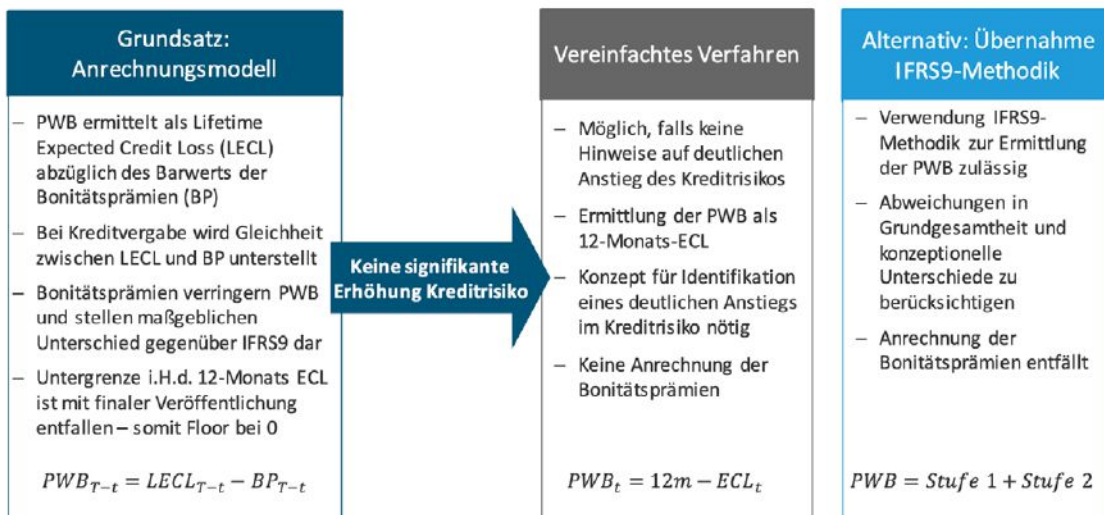 Grundsatz:
Anrechnungsmodell
– PWB ermittelt als Lifetime
Expected Credit Loss (LECL)
abzüglich des Barwerts der
Bonitätsprämien (BP)
– Bei Kreditvergabe wird Gleichheit
zwischen LECL und BP unterstellt
– Bonitätsprämien verringern PWB
und stellen maßgeblichen
Unterschied gegenüber IFRS9 dar
– Untergrenze i.H.d. 12-Monats ECL
ist mit finaler Veröffentlichung
entfallen – somit Floor bei 0
PWB_{T-t} = LECL_{T-t} − BP_{T-t}
Keine signifikante
Erhöhung Kreditrisiko
Vereinfachtes Verfahren
– Möglich, falls keine
Hinweise auf deutlichen
Anstieg des Kreditrisikos
– Ermittlung der PWB als
12-Monats-ECL
– Konzept für Identifikation
eines deutlichen Anstiegs
im Kreditrisiko nötig
– Keine Anrechnung der
Bonitätsprämien
PWB_t = 12m − ECL_t
Alternativ: Übernahme
IFRS9-Methodik
– Verwendung IFRS9-
Methodik zur Ermittlung
der PWB zulässig
– Abweichungen in
Grundgesamtheit und
konzeptionelle
Unterschiede zu
berücksichtigen
– Anrechnung der
Bonitätsprämien entfällt
PWB = Stufe 1 + Stufe 2